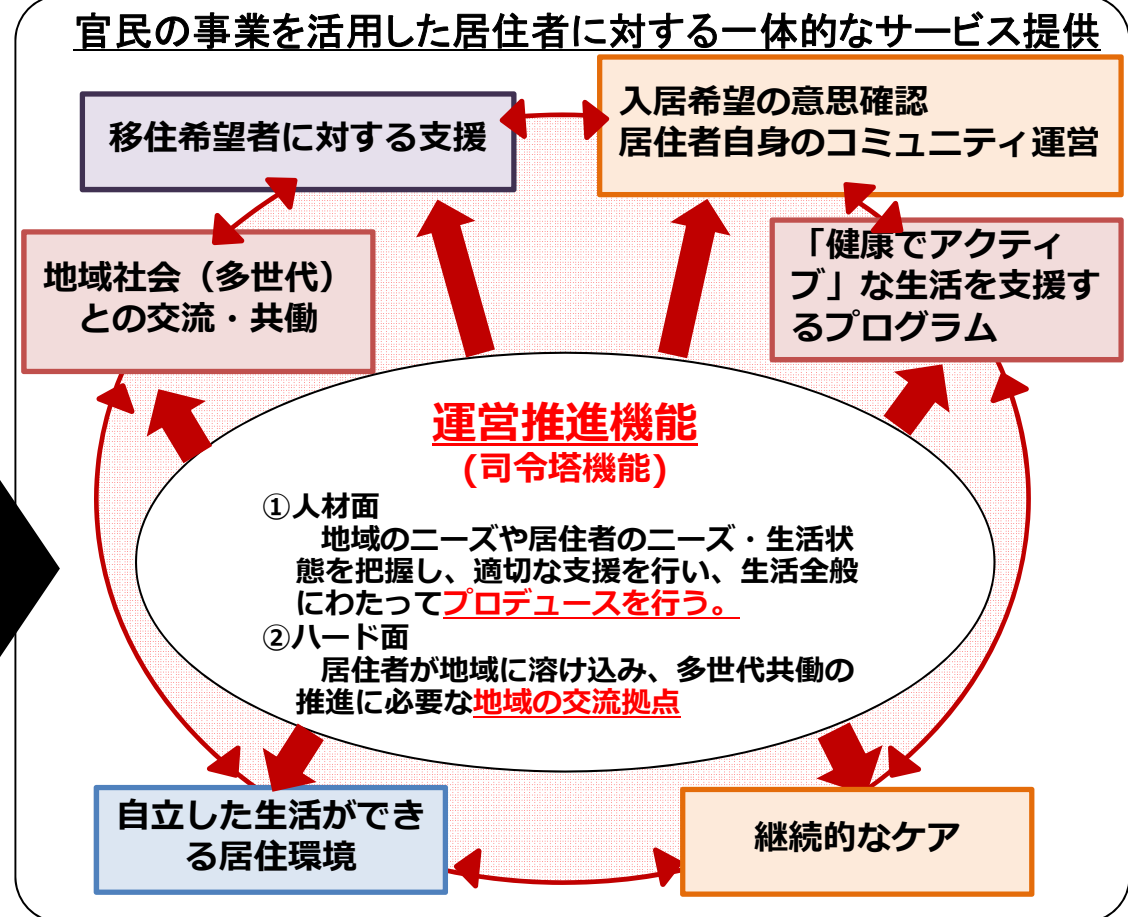 官民の事業を活用した居住者に対する一体的なサービス提供
移住希望者に対する支援
入居希望の意思確認
居住者自身のコミュニティ運営
地域社会（多世代）
との交流・共働
「健康でアクティ
ブ」な生活を支援す
るプログラム
運営推進機能
(司令塔機能)
①人材面
地域のニーズや居住者のニーズ・生活状
態を把握し、適切な支援を行い、生活全般
にわたってプロデュースを行う。
②ハード面
居住者が地域に溶け込み、多世代共働の
推進に必要な地域の交流拠点
自立した生活ができ
る居住環境
継続的なケア